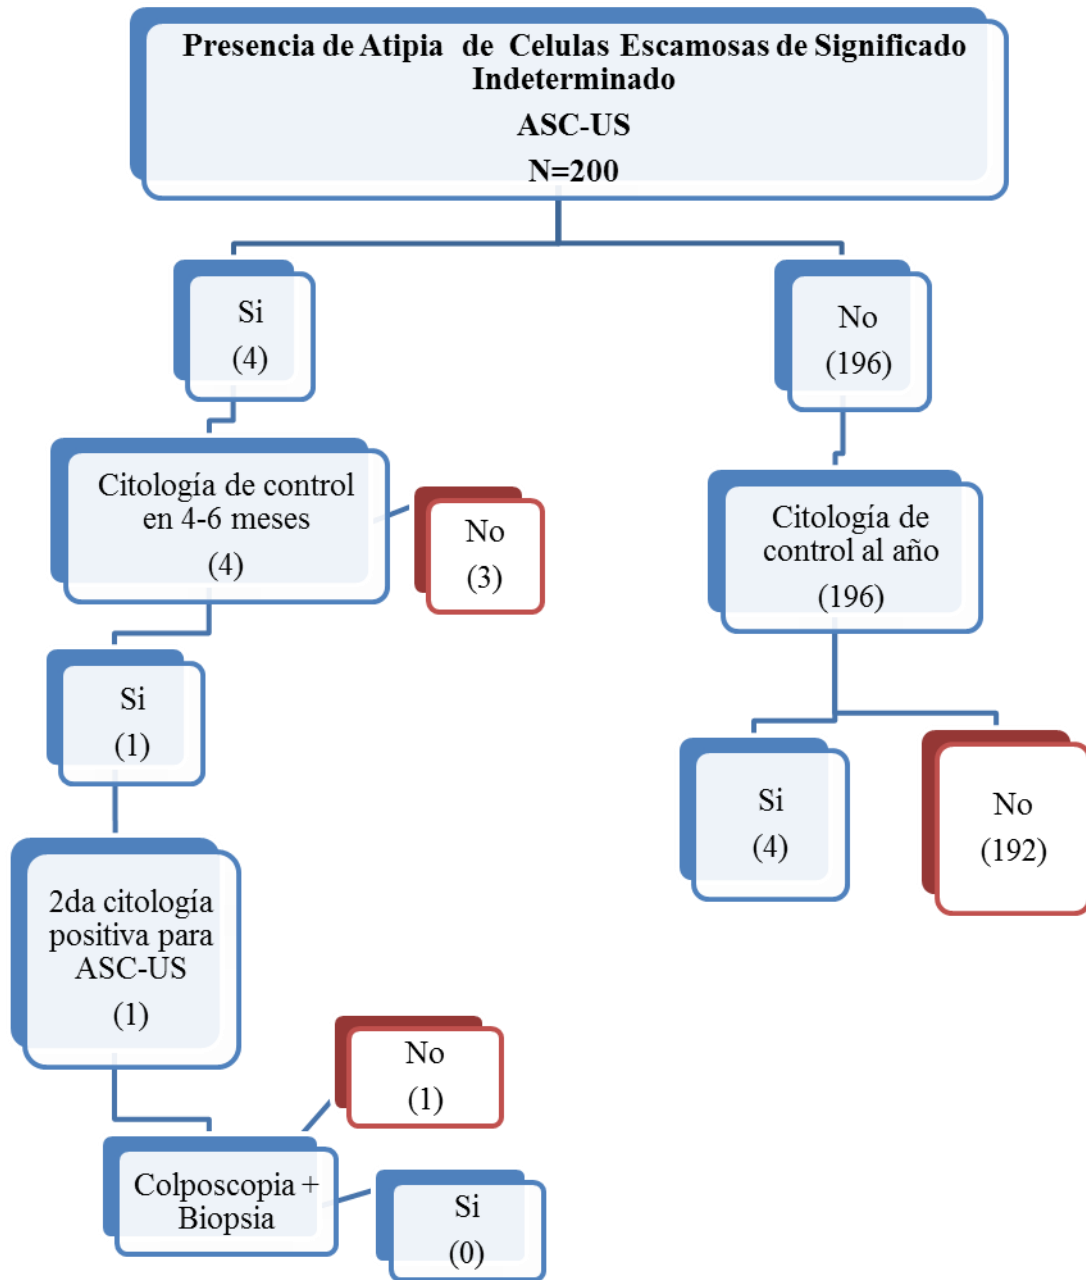 Presencia de Atipia de Celulas Escamosas de Significado
Indeterminado
ASC-US
N=200
Si
(4)
No
(196)
Citología de control
en 4-6 meses
(4)
No
(3)
Citología de
control al año
(196)
Si
(1)
Si
(4)
No
(192)
2da citología
positiva para
ASC-US
(1)
No
(1)
Colposcopia +
Biopsia
Si
(0)